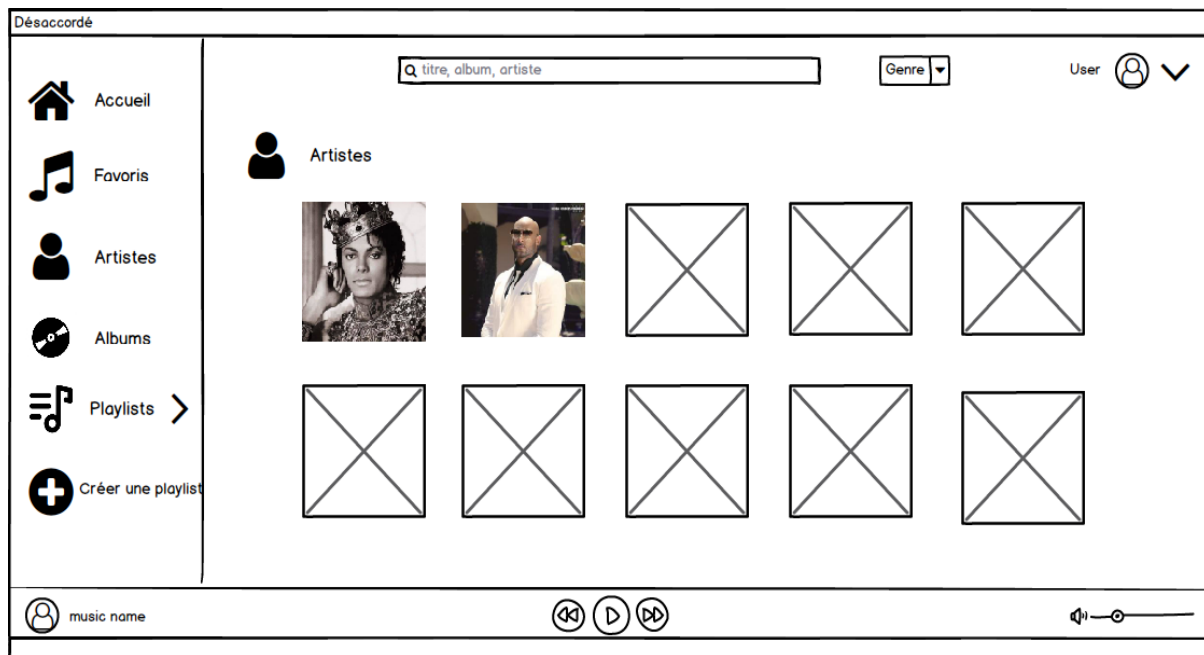 Désaccordé
titre, album, artiste
Genre
User
Accueil
Artistes
Favoris
Artistes
Albums
Playlists
Créer une playlist
music name